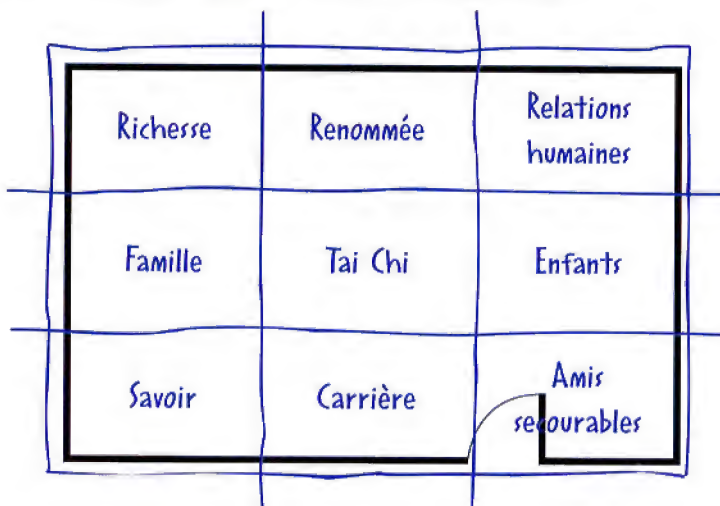 Richesse
Renommée
Relations
humaines
Famille
Tai Chi
Enfants
Savoir
Carrière
Amis
secourables